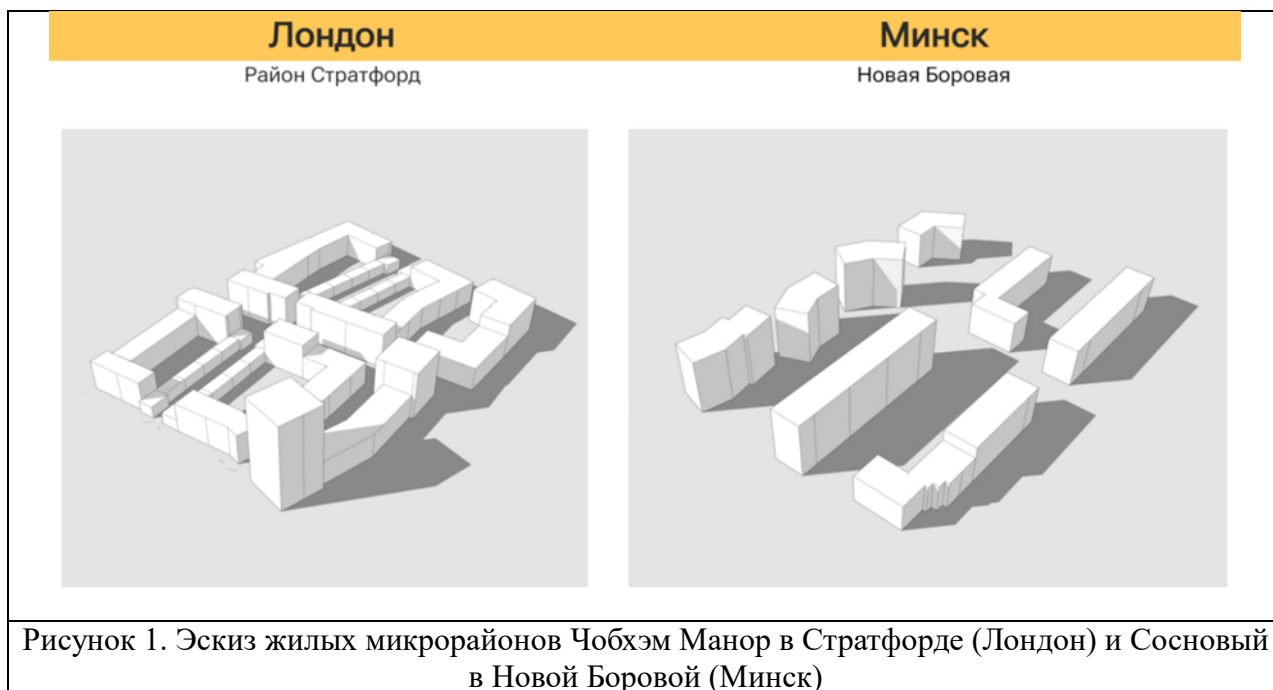 Лондон
Минск
Район Стратфорд
Новая Боровая
Рисунок 1. Эскиз жилых микрорайонов Чобхэм Манор в Стратфорде (Лондон) и Сосновый
в Новой Боровой (Минск)